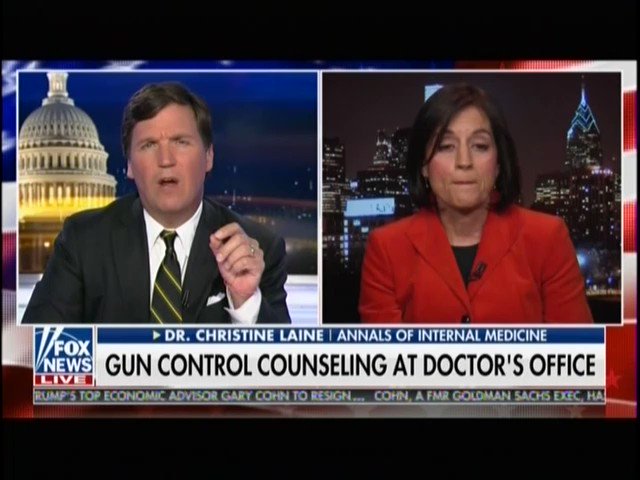 DR. CHRISTINE LAINE | ANNALS OF INTERNAL MEDICINE
FOX
NEWS
LIVE
GUN CONTROL COUNSELING AT DOCTOR'S OFFICE
RUMP'S TOP ECONOMIC ADVISOR GARY COHN TO RESIGN... COHN, A FMR GOLDMAN SACHS EXEC, HA